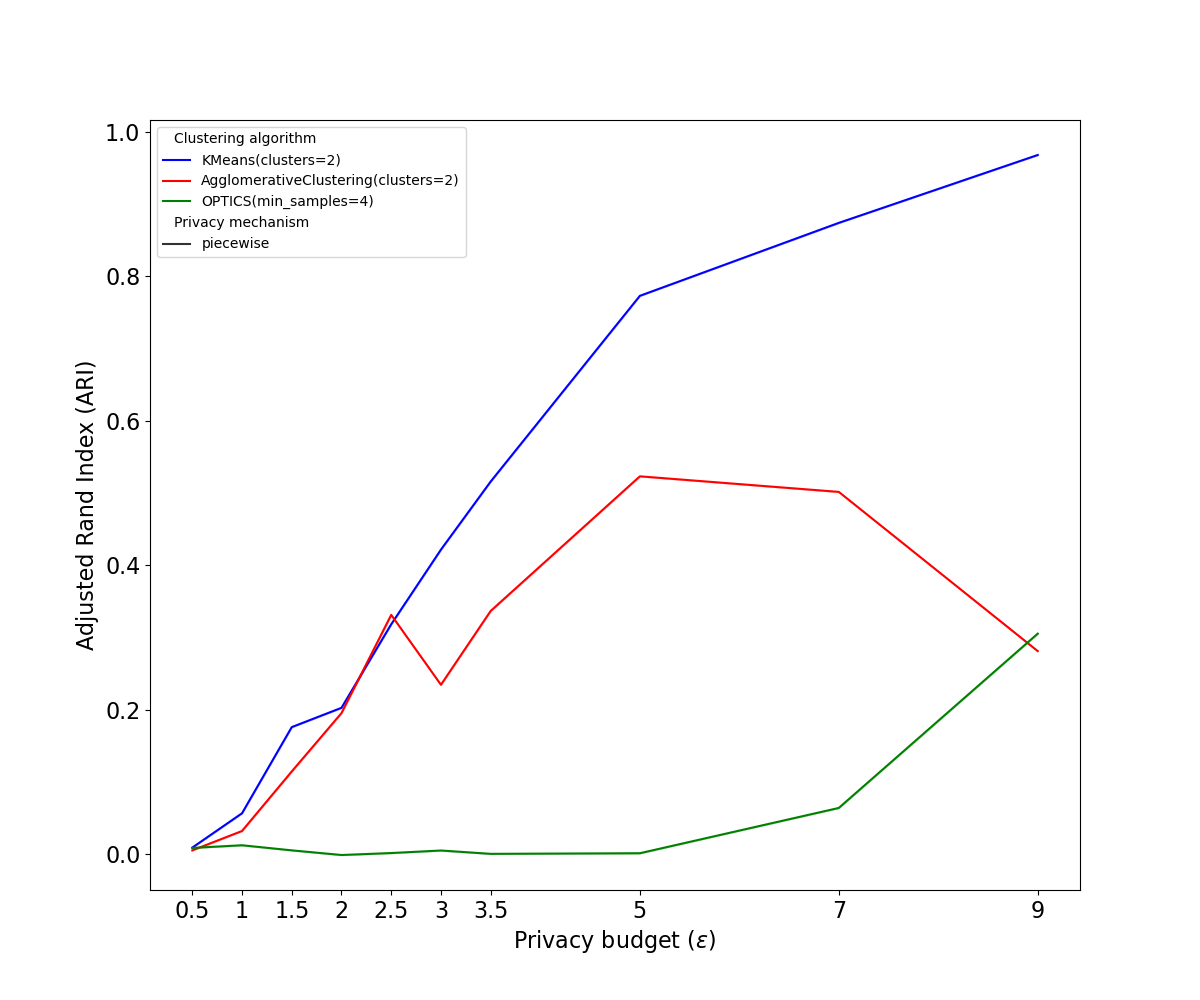 1.0
0.8
0.6
0.4
0.2
0.0
Adjusted Rand Index (ARI)
Clustering algorithm
KMeans(clusters=2)
AgglomerativeClustering(clusters=2)
OPTICS(min_samples=4)
Privacy mechanism
piecewise
0.5 1 1.5 2 2.5 3 3.5 5 7 9
Privacy budget (ε)